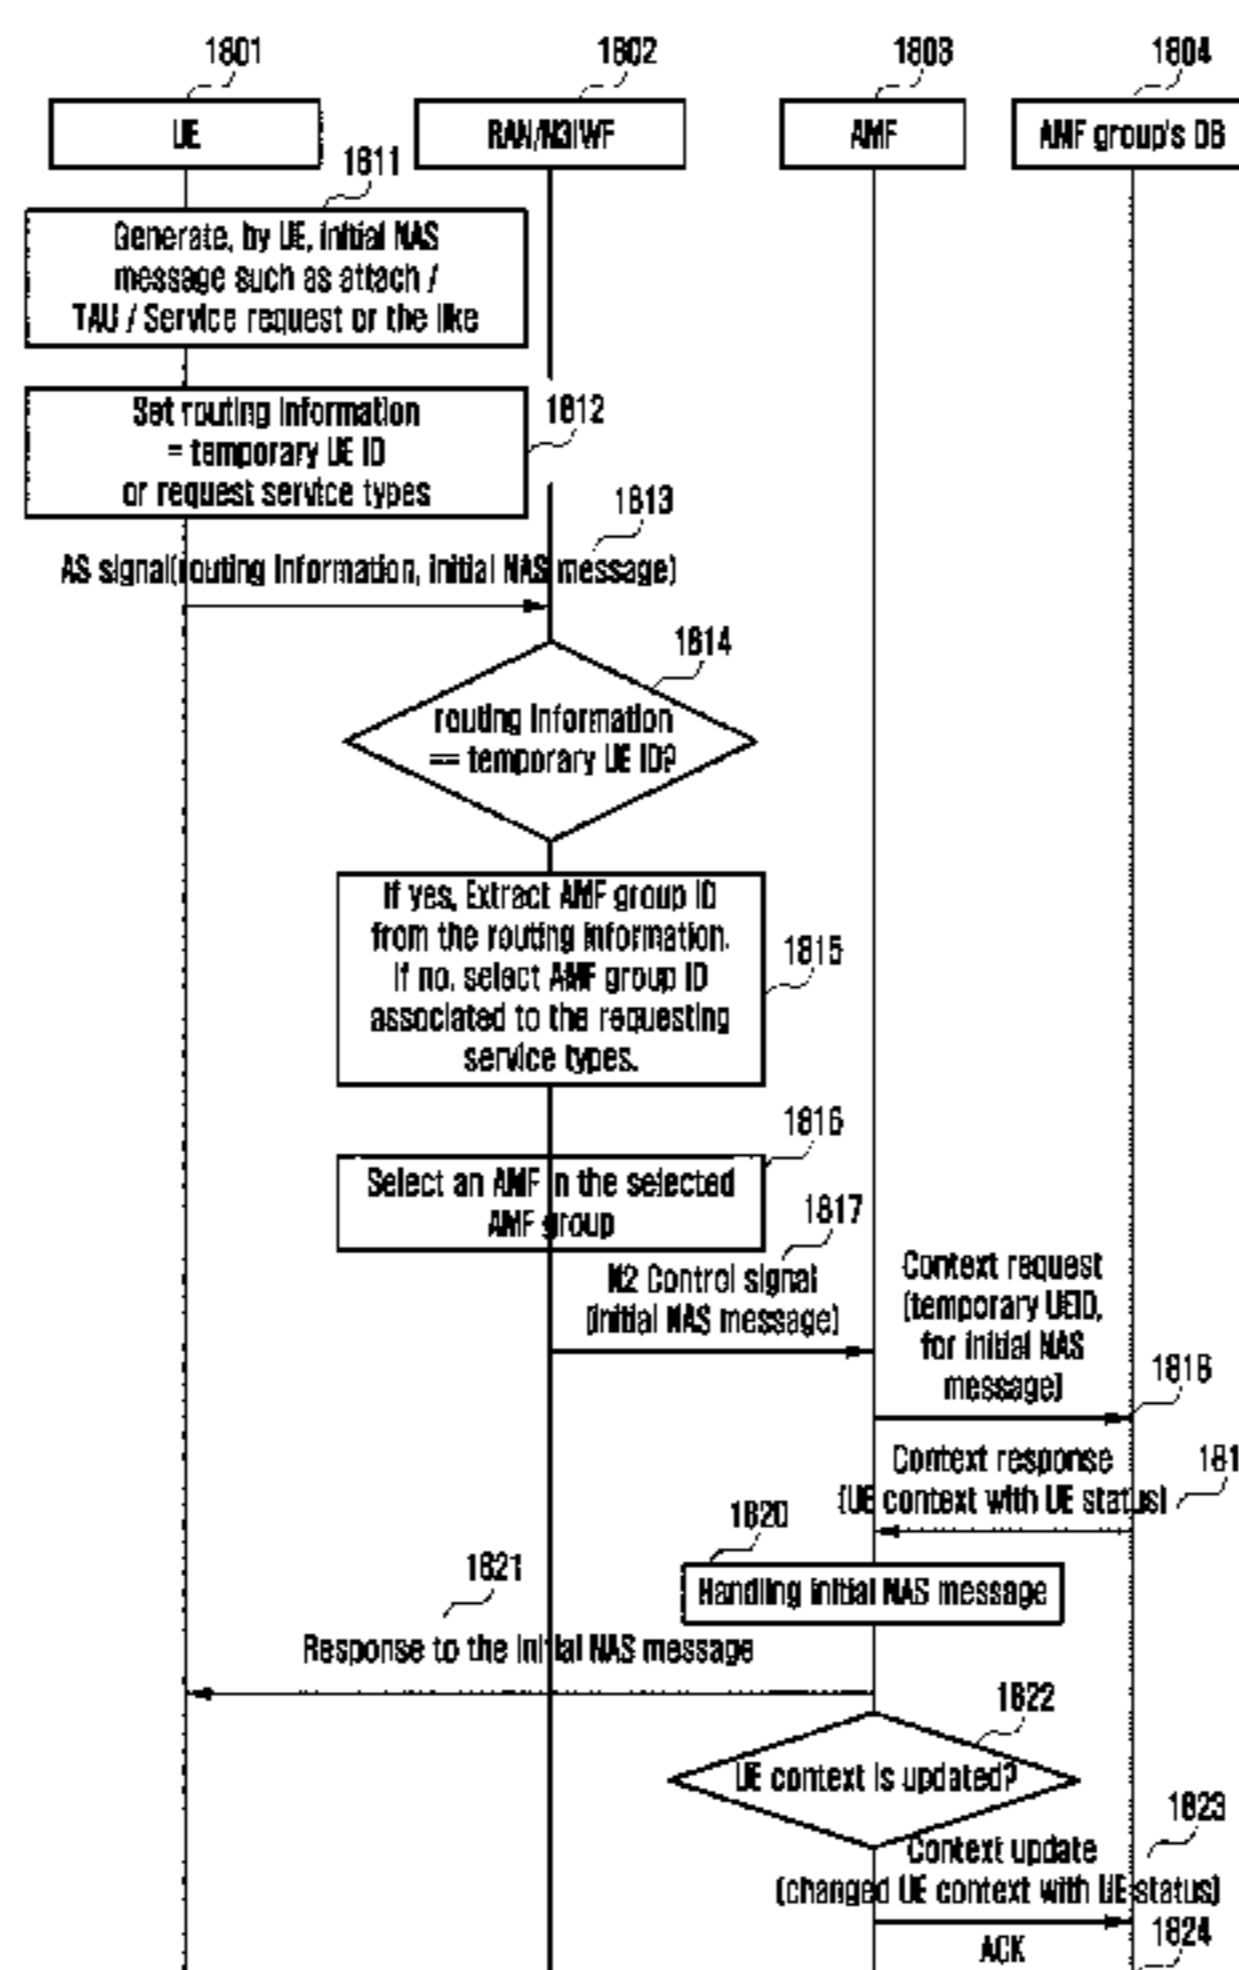 1801
1802
1803
1804
UE
RAN/N3IWF
AMF
AMF group's DB
1811
Generate, by UE, initial NAS
message such as attach /
TAU / Service request or the like
1812
Set routing information
= temporary UE ID
or request service types
1813
AS signal(routing information, initial NAS message)
1814
routing information
== temporary UE ID?
1815
If yes, Extract AMF group ID
from the routing information.
If no, select AMF group ID
associated to the requesting
service types.
1816
Select an AMF in the selected
AMF group
1817
N2 Control signal
(initial NAS message)
Context request
(temporary UEID,
for initial NAS
message)
1818
Context response
(UE context with UE status)
181
1820
Handling initial NAS message
1821
Response to the initial NAS message
1822
UE context is updated?
1823
Context update
(changed UE context with UE status)
1824
ACK